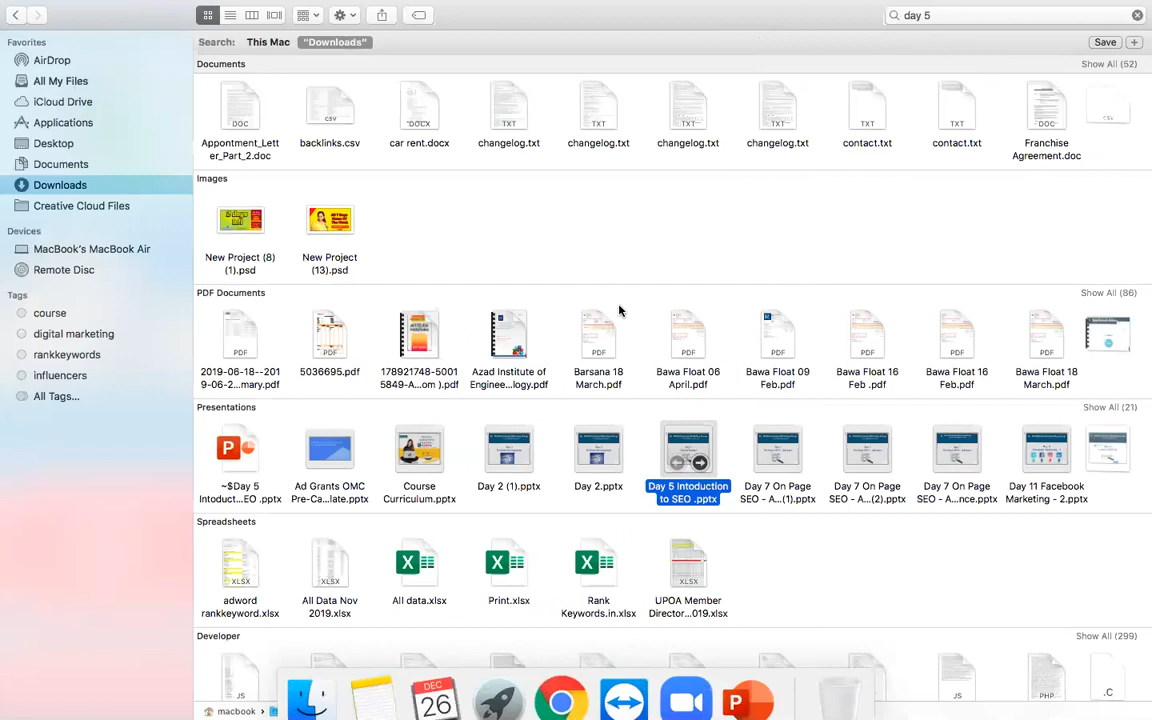 day 5
Favorites
AirDrop
All My Files
iCloud Drive
Applications
Desktop
Documents
Downloads
Creative Cloud Files
Devices
MacBook's MacBook Air
Remote Disc
Tags
course
digital marketing
rankkeywords
influencers
All Tags...
Search: This Mac "Downloads" Save
Documents Show All (52)
DOC CSV DOCX TXT TXT TXT TXT TXT TXT DOC
Appontment_Lett backlinks.csv car rent.docx changelog.txt changelog.txt changelog.txt changelog.txt contact.txt contact.txt Franchise
er_Part_2.doc Agreement.doc
Images
New Project (8) New Project
(1).psd (13).psd
PDF Documents Show All (86)
PDF PDF PDF PDF PDF PDF PDF PDF
2019-06-18--201 5036695.pdf 178921748-5001 Azad Institute of Barsana 18 Bawa Float 06 Bawa Float 09 Bawa Float 16 Bawa Float 16 Bawa Float 18
9-06-2...mary.pdf 5849-A...om ).pdf Enginee...logy.pdf March.pdf April.pdf Feb.pdf Feb .pdf Feb.pdf March.pdf
Presentations Show All (21)
~$Day 5 Ad Grants OMC Course Day 2 (1).pptx Day 2.pptx Day 5 Intoduction Day 7 On Page Day 7 On Page Day 7 On Page Day 11 Facebook
Intoduct...EO .pptx Pre-Ca...late.pptx Curriculum.pptx to SEO .pptx SEO - A...(1).pptx SEO - A...(2).pptx SEO - A...nce.pptx Marketing - 2.pptx
Spreadsheets
XLSX XLSX XLSX
adword All Data Nov All data.xlsx Print.xlsx Rank UPOA Member
rankkeyword.xlsx 2019.xlsx Keywords.in.xlsx Director...019.xlsx
Developer Show All (299)
JS JS PHP .C
DEC
26
macbook